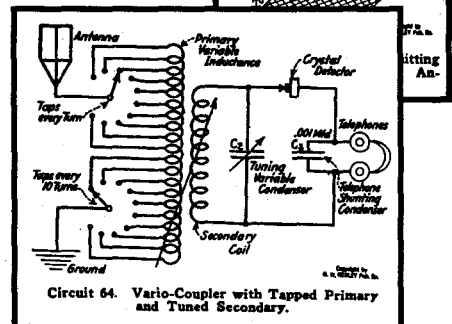 Antenna
Primary
Variable
Inductance
Crystal
Detector
itting
An-
Taps
every Turn
C2
.001 Mfd
Telephones
C3
Taps every
10 Turns
Tuning
Variable
Condenser
Telephone
Shunting
Condenser
Secondary
Coil
Ground
Copyright by
Circuit 64. Vario-Coupler with Tapped Primary
and Tuned Secondary.